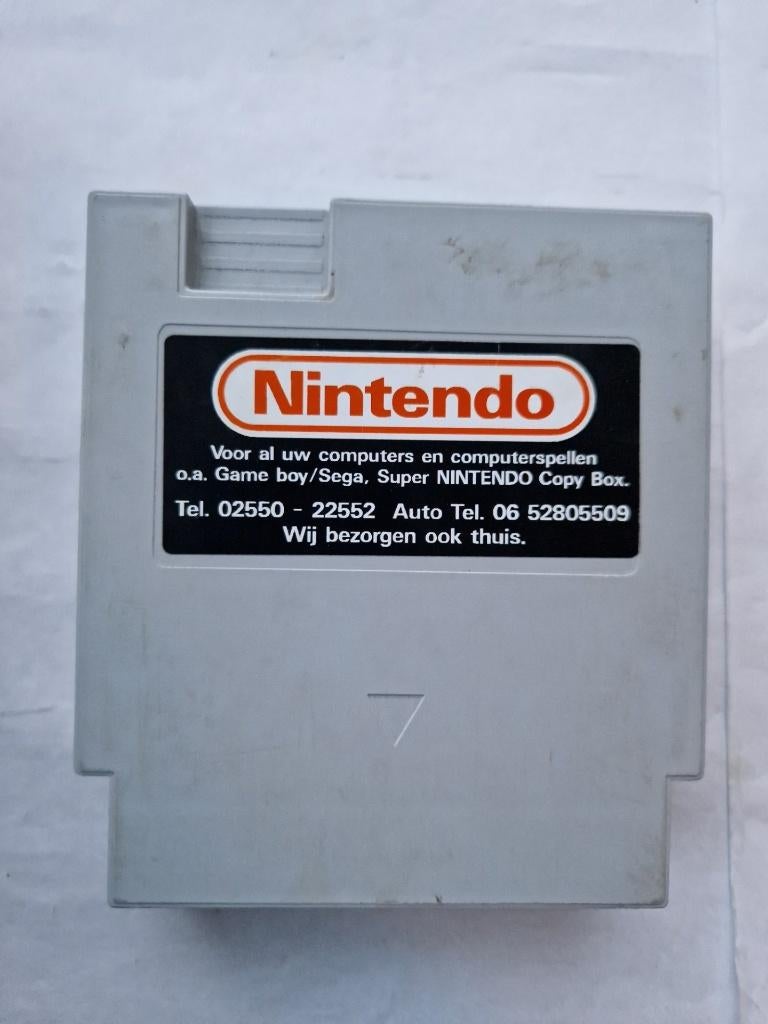 Nintendo
Voor al uw computers en computerspellen
o.a. Game boy/Sega, Super NINTENDO Copy Box.
Tel. 02550 - 22552 Auto Tel. 06 52805509
Wij bezorgen ook thuis.